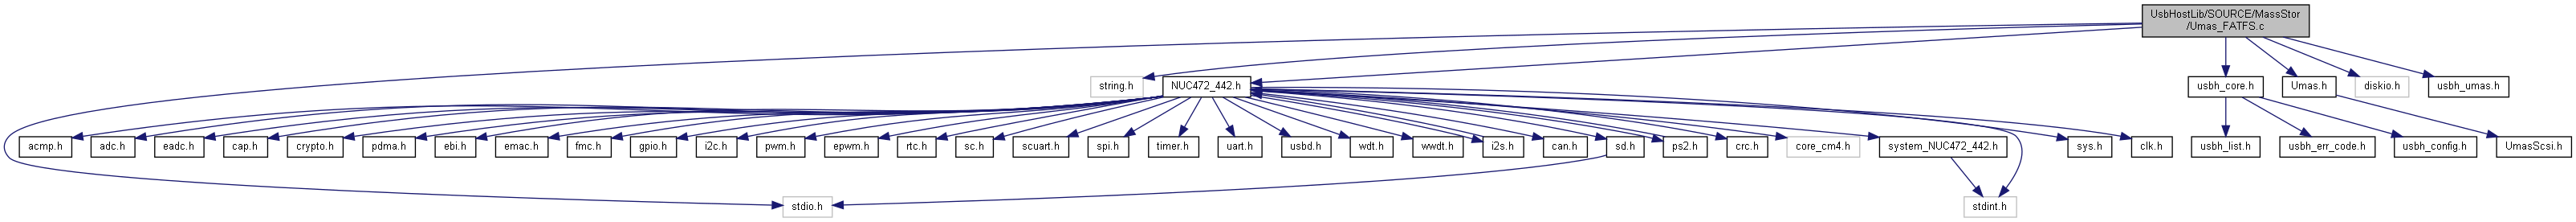 UsbHostLib/SOURCE/MassStor
/Umas_FATFS.c
string.h
NUC472_442.h
usbh_core.h
Umas.h
diskio.h
usbh_umas.h
acmp.h
adc.h
eadc.h
cap.h
crypto.h
pdma.h
ebi.h
emac.h
fmc.h
gpio.h
i2c.h
pwm.h
epwm.h
rtc.h
sc.h
scuart.h
spi.h
timer.h
uart.h
usbd.h
wdt.h
wwdt.h
i2s.h
can.h
sd.h
ps2.h
crc.h
core_cm4.h
system_NUC472_442.h
sys.h
clk.h
usbh_list.h
usbh_err_code.h
usbh_config.h
UmasScsi.h
stdio.h
stdint.h